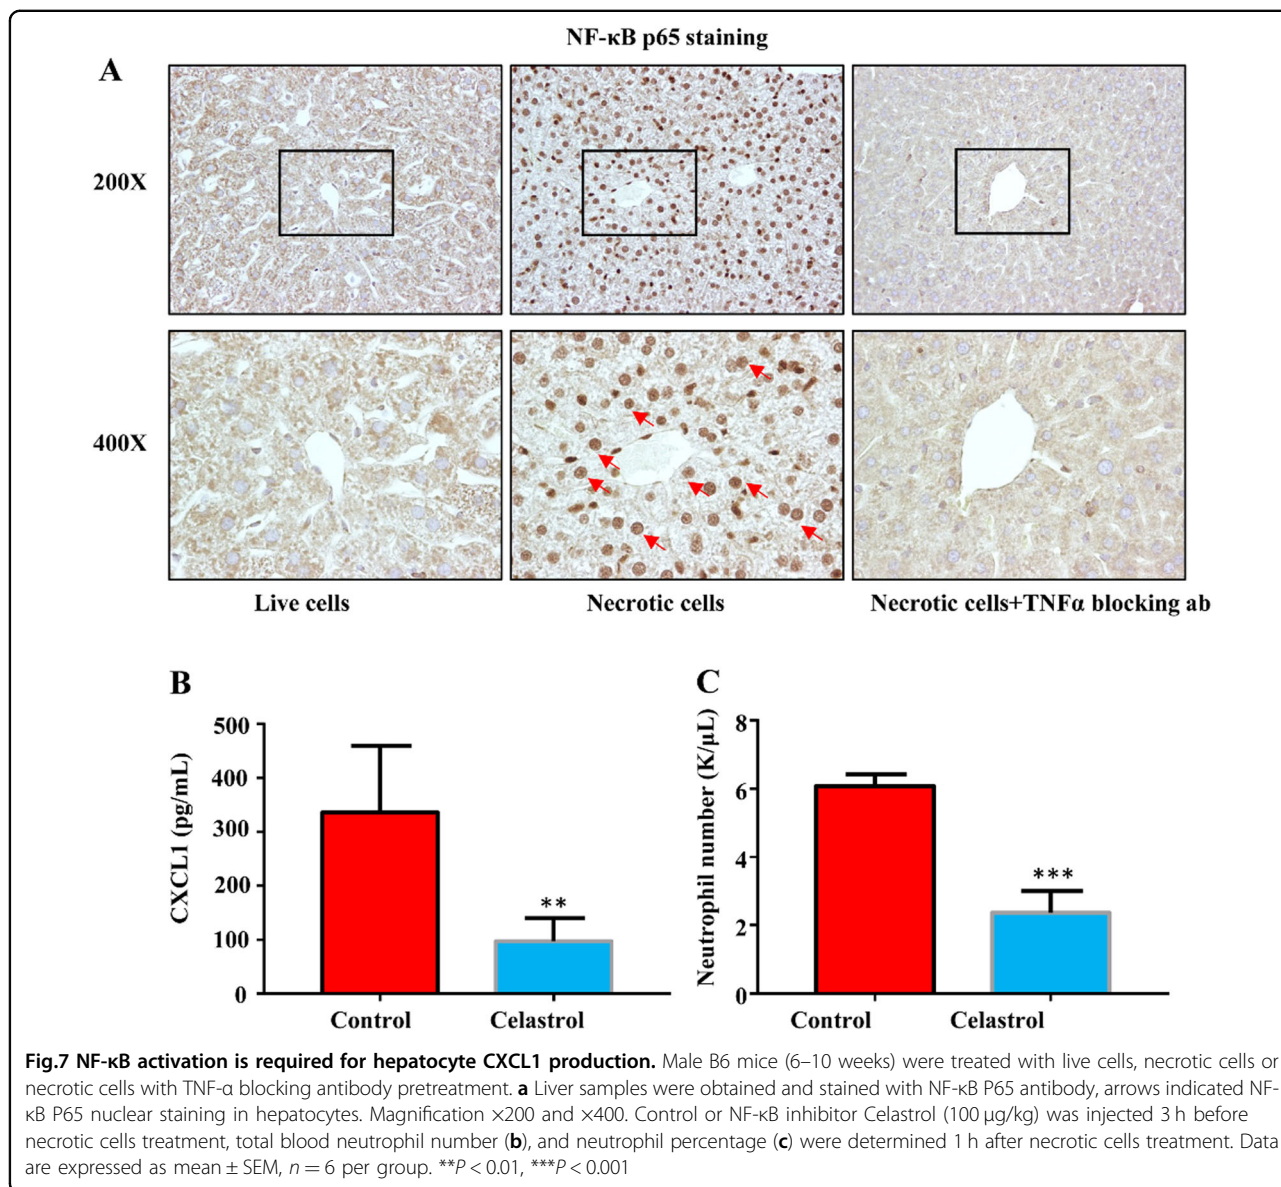 NF-κB p65 staining
A
200X
400X
Live cells
Necrotic cells
Necrotic cells+TNFα blocking ab
B
CXCL1 (pg/mL)
500
400
300
200
100
0
**
Control
Celastrol
C
Neutrophil number (K/µL)
8
6
4
2
0
***
Control
Celastrol
Fig.7 NF-κB activation is required for hepatocyte CXCL1 production. Male B6 mice (6–10 weeks) were treated with live cells, necrotic cells or
necrotic cells with TNF-α blocking antibody pretreatment. a Liver samples were obtained and stained with NF-κB P65 antibody, arrows indicated NF-
κB P65 nuclear staining in hepatocytes. Magnification ×200 and ×400. Control or NF-κB inhibitor Celastrol (100 µg/kg) was injected 3 h before
necrotic cells treatment, total blood neutrophil number (b), and neutrophil percentage (c) were determined 1 h after necrotic cells treatment. Data
are expressed as mean ± SEM, n = 6 per group. **P < 0.01, ***P < 0.001